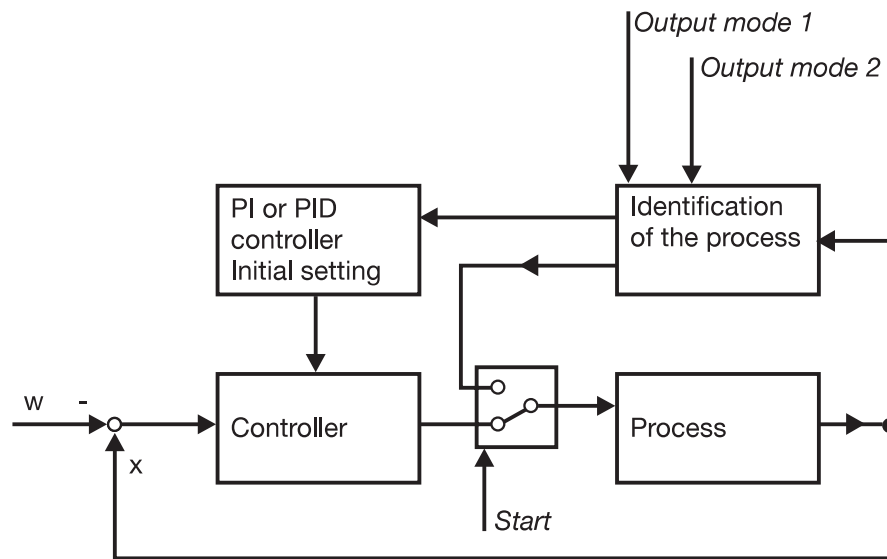 Output mode 1
Output mode 2
PI or PID
controller
Initial setting
Identification
of the process
w
-
x
Controller
Process
Start